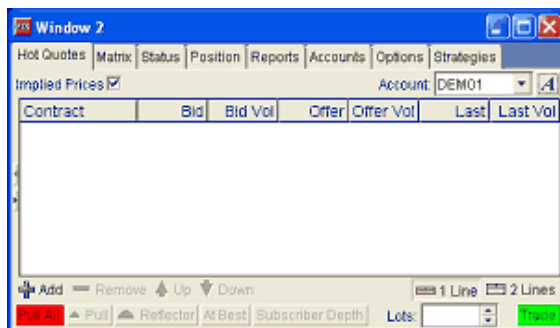 Window 2
Hot Quotes Matrix Status Position Reports Accounts Options Strategies
Implied Prices Account: DEMO1 A
Contract Bid Bid Vol Offer Offer Vol Last Last Vol
Add Remove Up Down 1 Line 2 Lines
Pull All Pull Reflector At Best Subscriber Depth Lots: Trade